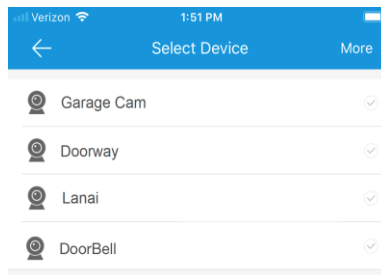 Verizon 1:51 PM
Select Device More
Garage Cam
Doorway
Lanai
DoorBell